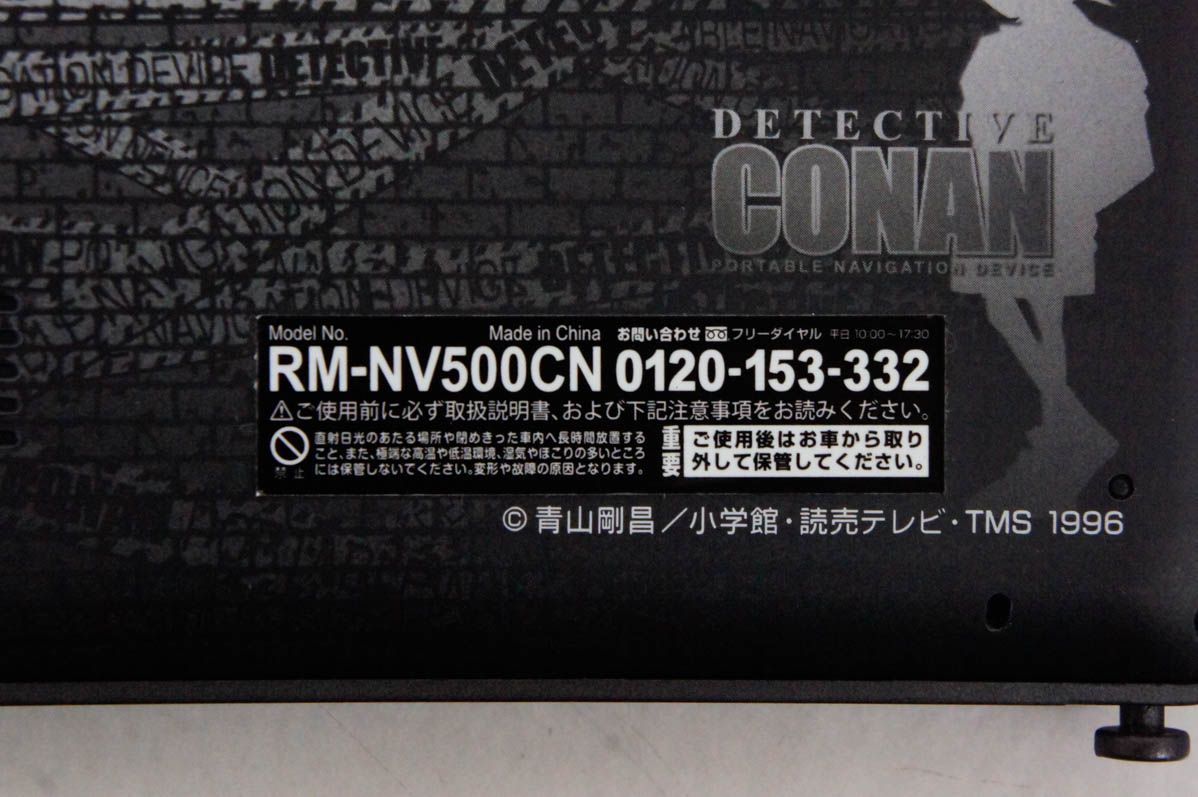 CATION DEVICE DETECTIVE
ABLE NAVIGATION
DETECTIVE
CONAN
PORTABLE NAVIGATION DEVICE
Model No. Made in China お問い合わせ フリーダイヤル 平日 10:00～17:30
RM-NV500CN 0120-153-332
⚠ご使用前に必ず取扱説明書、および下記注意事項をお読みください。
禁止
直射日光のあたる場所や閉めきった車内へ長時間放置する
こと、また、極端な高温や低温環境、湿気やほこりの多いところ
には保管しないでください。変形や故障の原因となります。
重要
ご使用後はお車から取り
外して保管してください。
© 青山剛昌／小学館・読売テレビ・TMS 1996